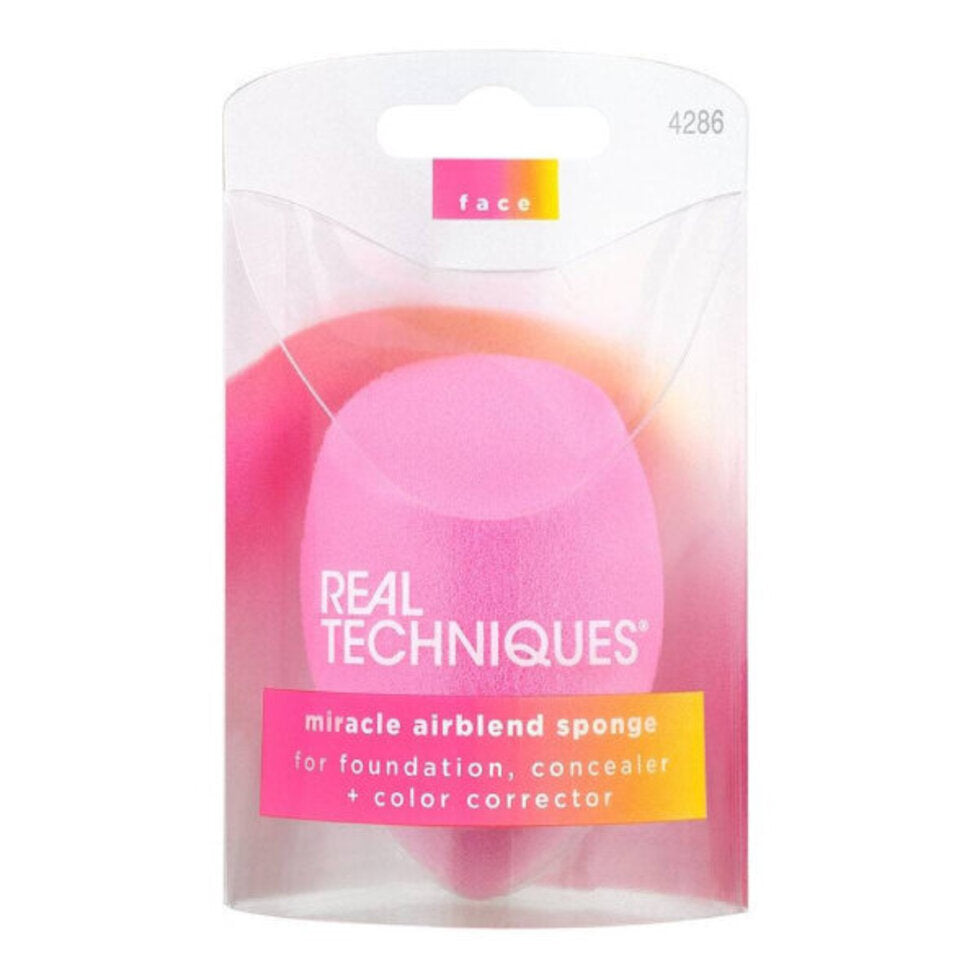 4286
face
REAL
TECHNIQUES®
miracle airblend sponge
for foundation, concealer
+ color corrector